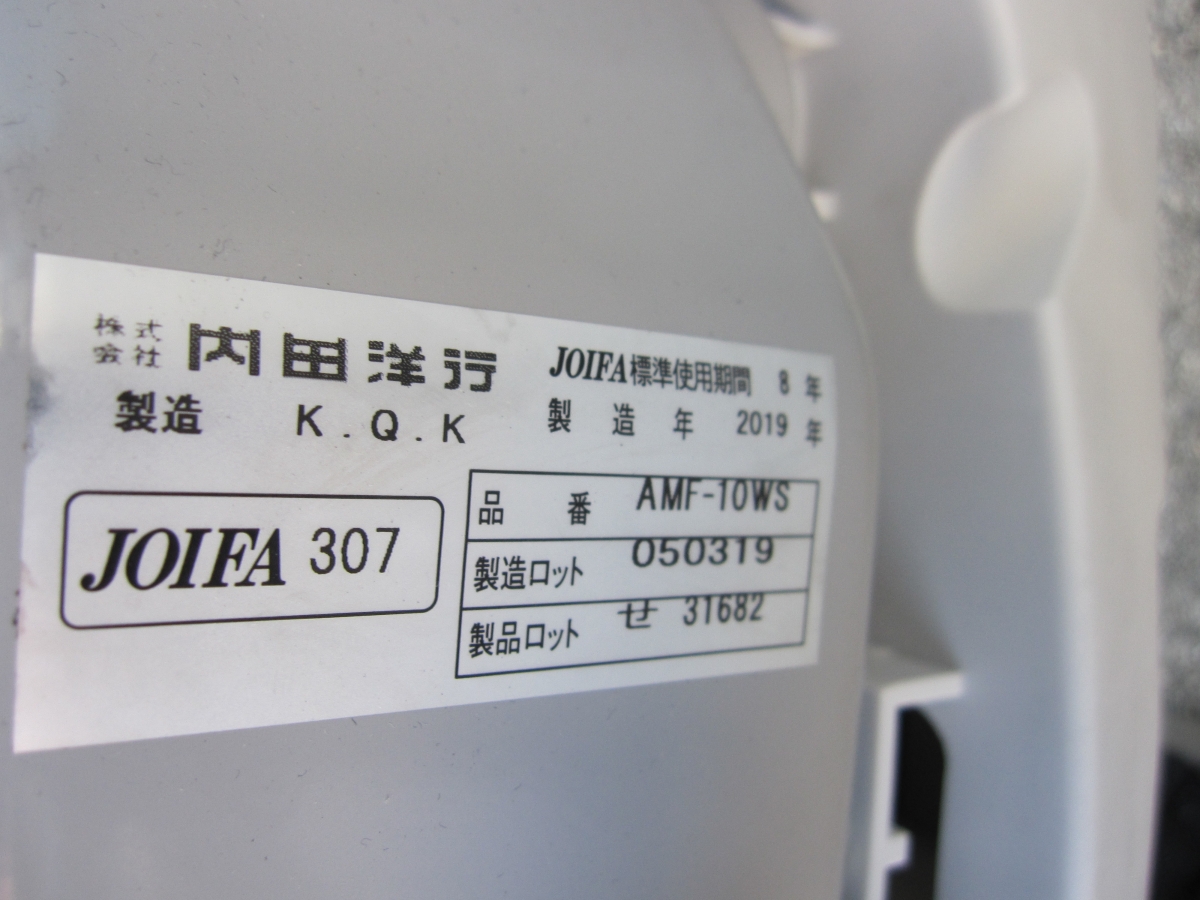 株式会社 内田洋行
製造 K.Q.K
JOIFA標準使用期間 8年
製造年 2019年
JOIFA 307
品番 AMF-10WS
製造ロット 050319
製品ロット せ 31682